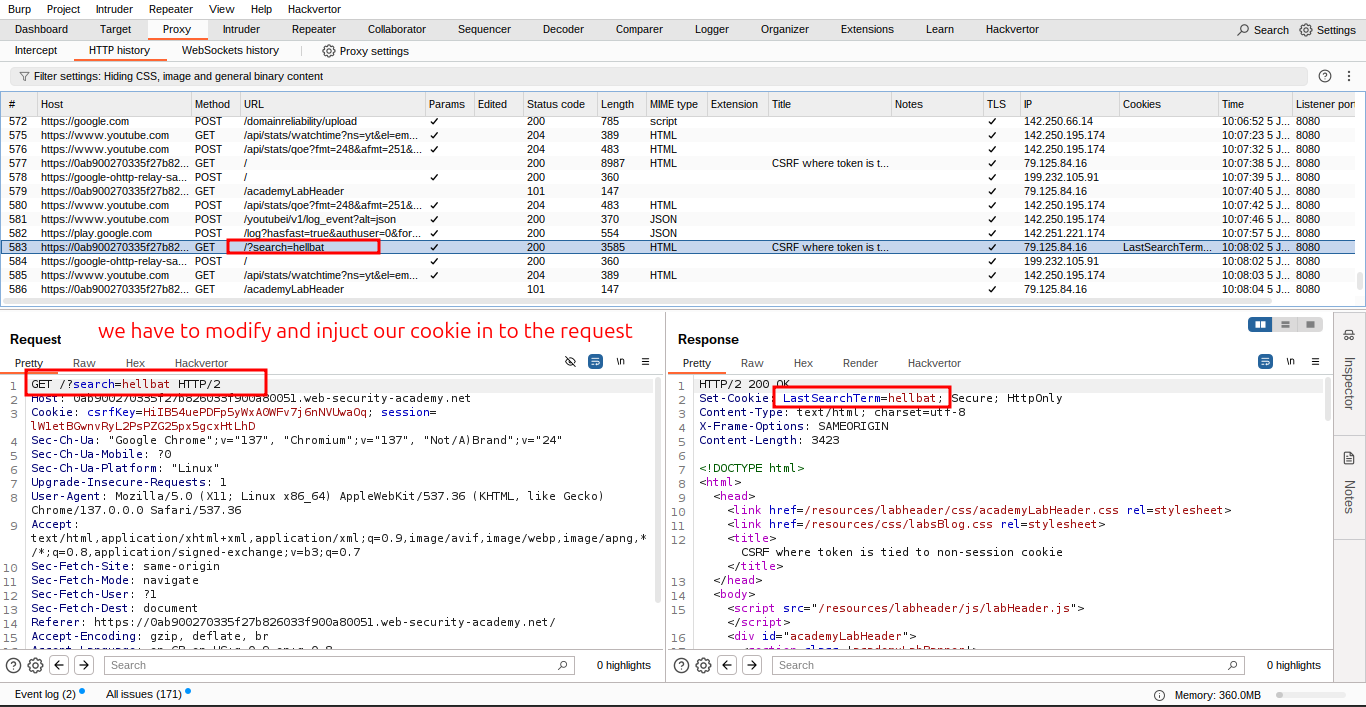 Burp Project Intruder Repeater View Help Hackvertor
Dashboard Target Proxy Intruder Repeater Collaborator Sequencer Decoder Comparer Logger Organizer Extensions Learn Hackvertor Search Settings
Intercept HTTP history WebSockets history Proxy settings
Filter settings: Hiding CSS, image and general binary content
# Host Method URL Params Edited Status code Length MIME type Extension Title Notes TLS IP Cookies Time Listener port
572 https://google.com POST /domainreliability/upload ✓ 200 785 script ✓ 142.250.66.14 10:06:52 5 J... 8080
575 https://www.youtube.com GET /api/stats/watchtime?ns=yt&el=em... ✓ 204 389 HTML ✓ 142.250.195.174 10:07:23 5 J... 8080
576 https://www.youtube.com POST /api/stats/qoe?fmt=248&afmt=251&... ✓ 204 483 HTML ✓ 142.250.195.174 10:07:32 5 J... 8080
577 https://0ab900270335f27b82... GET / 200 8987 HTML CSRF where token is t... ✓ 79.125.84.16 10:07:38 5 J... 8080
578 https://google-ohttp-relay-sa... POST / ✓ 200 360 ✓ 199.232.105.91 10:07:39 5 J... 8080
579 https://0ab900270335f27b82... GET /academyLabHeader 101 147 ✓ 79.125.84.16 10:07:40 5 J... 8080
580 https://www.youtube.com POST /api/stats/qoe?fmt=248&afmt=251&... ✓ 204 483 HTML ✓ 142.250.195.174 10:07:42 5 J... 8080
581 https://www.youtube.com POST /youtubei/v1/log_event?alt=json ✓ 200 370 JSON ✓ 142.250.195.174 10:07:46 5 J... 8080
582 https://play.google.com POST /log?hasfast=true&authuser=0&for... ✓ 200 554 JSON ✓ 142.251.221.174 10:07:57 5 J... 8080
583 https://0ab900270335f27b82... GET /?search=hellbat ✓ 200 3585 HTML CSRF where token is t... ✓ 79.125.84.16 LastSearchTerm... 10:08:02 5 J... 8080
584 https://google-ohttp-relay-sa... POST / ✓ 200 360 ✓ 199.232.105.91 10:08:02 5 J... 8080
585 https://www.youtube.com GET /api/stats/watchtime?ns=yt&el=em... ✓ 204 389 HTML ✓ 142.250.195.174 10:08:03 5 J... 8080
586 https://0ab900270335f27b82... GET /academyLabHeader 101 147 ✓ 79.125.84.16 10:08:04 5 J... 8080
Request
we have to modify and injuct our cookie in to the request
Pretty Raw Hex Hackvertor \n
1 GET /?search=hellbat HTTP/2
2 Host: 0ab900270335f27b826033f900a80051.web-security-academy.net
3 Cookie: csrfKey=HiIB54uePDFp5yWxA0WFv7j6nNVUwaOq; session=
lW1etBGwnvRyL2PsPZG25px5gcxHtLhD
4 Sec-Ch-Ua: "Google Chrome";v="137", "Chromium";v="137", "Not/A)Brand";v="24"
5 Sec-Ch-Ua-Mobile: ?0
6 Sec-Ch-Ua-Platform: "Linux"
7 Upgrade-Insecure-Requests: 1
8 User-Agent: Mozilla/5.0 (X11; Linux x86_64) AppleWebKit/537.36 (KHTML, like Gecko)
Chrome/137.0.0.0 Safari/537.36
9 Accept:
text/html,application/xhtml+xml,application/xml;q=0.9,image/avif,image/webp,image/apng,*
/*;q=0.8,application/signed-exchange;v=b3;q=0.7
10 Sec-Fetch-Site: same-origin
11 Sec-Fetch-Mode: navigate
12 Sec-Fetch-User: ?1
13 Sec-Fetch-Dest: document
14 Referer: https://0ab900270335f27b826033f900a80051.web-security-academy.net/
15 Accept-Encoding: gzip, deflate, br
Search 0 highlights
Response
Pretty Raw Hex Render Hackvertor \n
1 HTTP/2 200 OK
2 Set-Cookie: LastSearchTerm=hellbat; Secure; HttpOnly
3 Content-Type: text/html; charset=utf-8
4 X-Frame-Options: SAMEORIGIN
5 Content-Length: 3423
6
7 <!DOCTYPE html>
8 <html>
9 <head>
10 <link href=/resources/labheader/css/academyLabHeader.css rel=stylesheet>
11 <link href=/resources/css/labsBlog.css rel=stylesheet>
12 <title>
CSRF where token is tied to non-session cookie
</title>
13 </head>
14 <body>
15 <script src="/resources/labheader/js/labHeader.js">
</script>
16 <div id="academyLabHeader">
Search 0 highlights
Inspector
Notes
Event log (2) All issues (171) Memory: 360.0MB